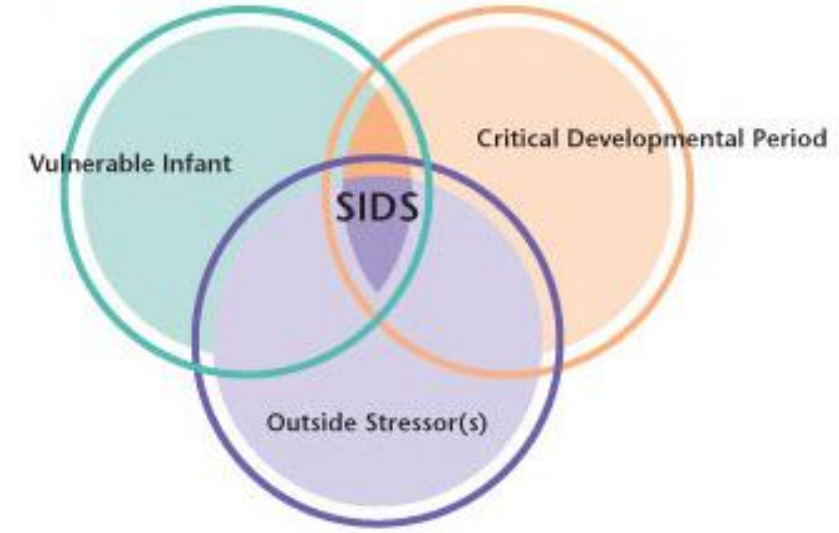 Critical Developmental Period
Vulnerable Infant
SIDS
Outside Stressor(s)